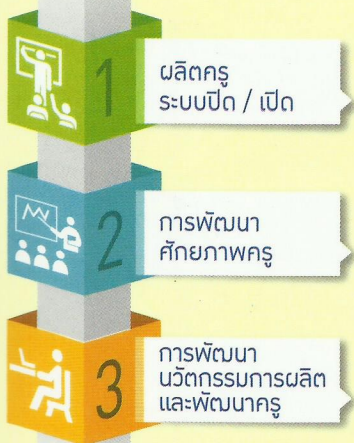 1
ผลิตครู
ระบบปิด / เปิด
2
การพัฒนา
ศักยภาพครู
3
การพัฒนา
นวัตกรรมการผลิต
และพัฒนาครู